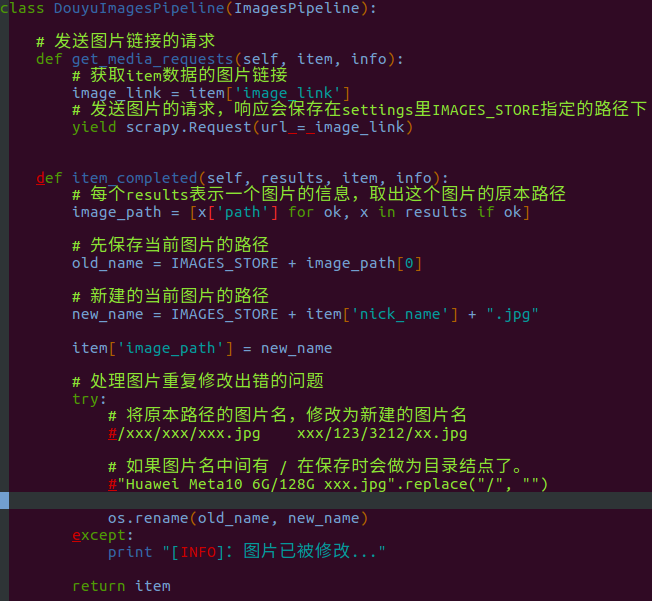 class DouyuImagesPipeline(ImagesPipeline):
# 发送图片链接的请求
def get_media_requests(self, item, info):
# 获取item数据的图片链接
image_link = item['image_link']
# 发送图片的请求，响应会保存在settings里IMAGES_STORE指定的路径下
yield scrapy.Request(url = image_link)
def item_completed(self, results, item, info):
# 每个results表示一个图片的信息，取出这个图片的原本路径
image_path = [x['path'] for ok, x in results if ok]
# 先保存当前图片的路径
old_name = IMAGES_STORE + image_path[0]
# 新建的当前图片的路径
new_name = IMAGES_STORE + item['nick_name'] + ".jpg"
item['image_path'] = new_name
# 处理图片重复修改出错的问题
try:
# 将原本路径的图片名，修改为新建的图片名
#/xxx/xxx/xxx.jpg    xxx/123/3212/xx.jpg
# 如果图片名中间有 / 在保存时会做为目录结点了。
#"Huawei Meta10 6G/128G xxx.jpg".replace("/", "")
os.rename(old_name, new_name)
except:
print "[INFO]: 图片已被修改..."
return item